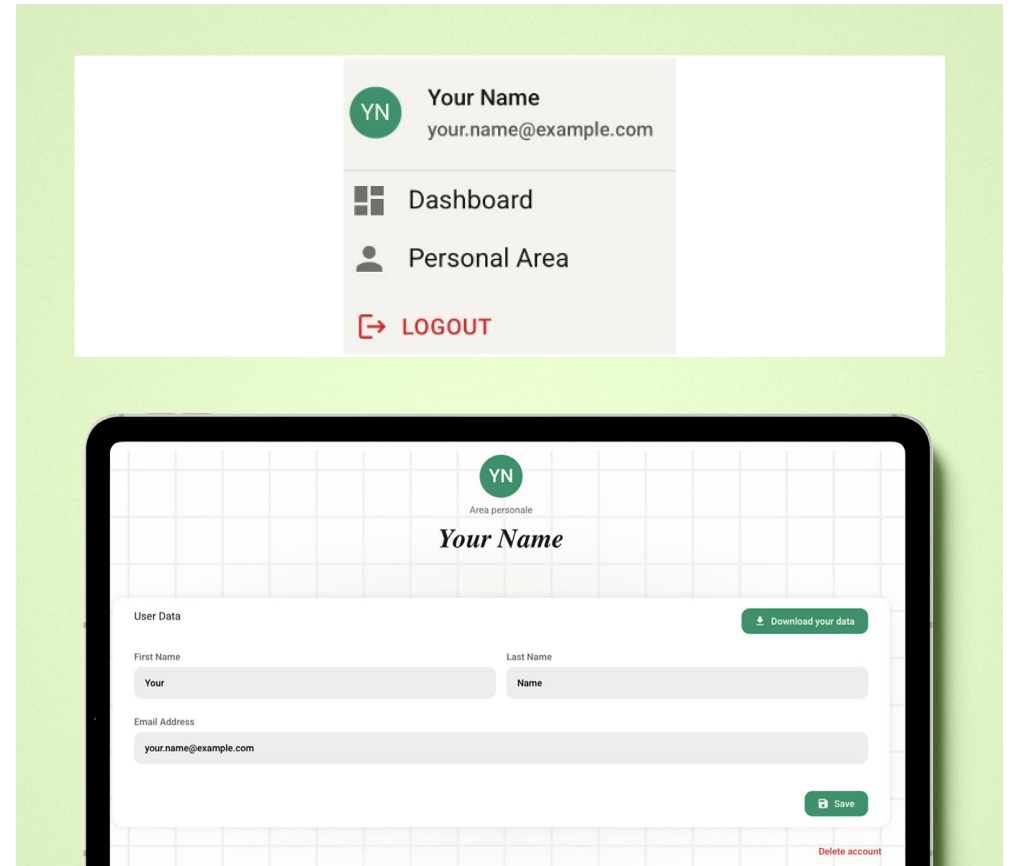 YN
Your Name
your.name@example.com
Dashboard
Personal Area
LOGOUT
YN
Area personale
Your Name
User Data
Download your data
First Name
Last Name
Your
Name
Email Address
your.name@example.com
Save
Delete account